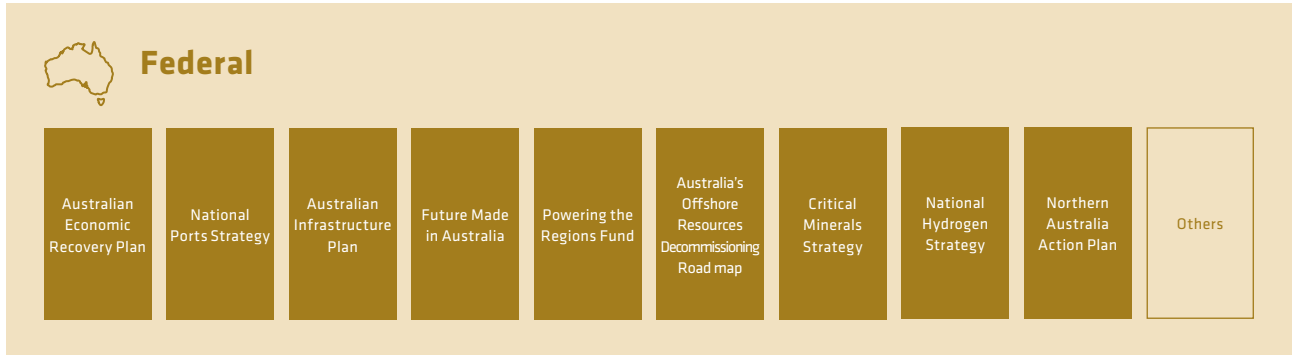 Federal
Australian
Economic
Recovery Plan
National
Ports Strategy
Australian
Infrastructure
Plan
Future Made
in Australia
Powering the
Regions Fund
Australia's
Offshore
Resources
Decommissioning
Road map
Critical
Minerals
Strategy
National
Hydrogen
Strategy
Northern
Australia
Action Plan
Others